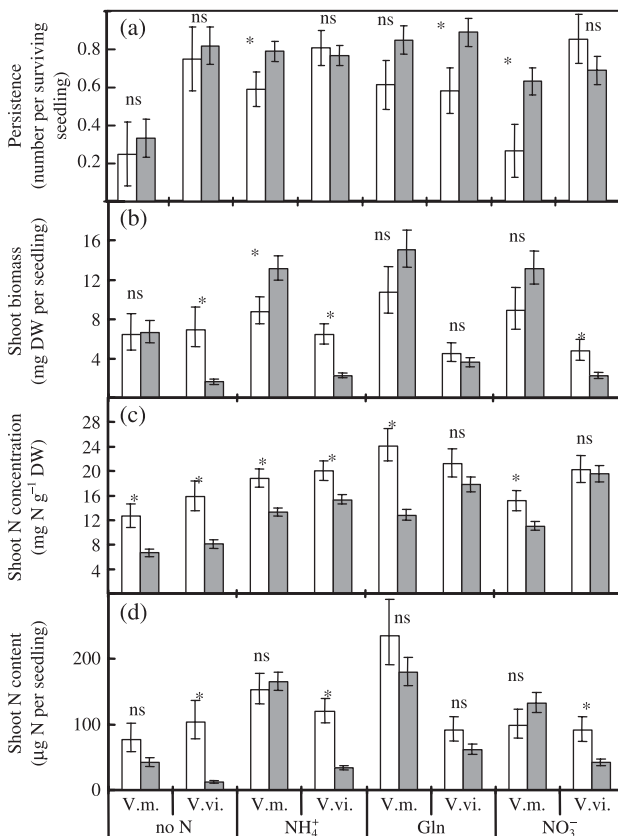 (a)
Persistence
(number per surviving
seedling)
0.8
0.6
0.4
0.2
ns
ns
*
ns
ns
*
*
ns
(b)
Shoot biomass
(mg DW per seedling)
16
12
8
4
ns
*
*
*
ns
ns
ns
*
(c)
Shoot N concentration
(mg N g⁻¹ DW)
28
24
20
16
12
8
4
*
*
*
*
*
ns
*
ns
(d)
Shoot N content
(µg N per seedling)
200
100
0
ns
*
ns
*
ns
ns
ns
*
V.m. V.vi. V.m. V.vi. V.m. V.vi. V.m. V.vi.
no N NH₄⁺ Gln NO₃⁻